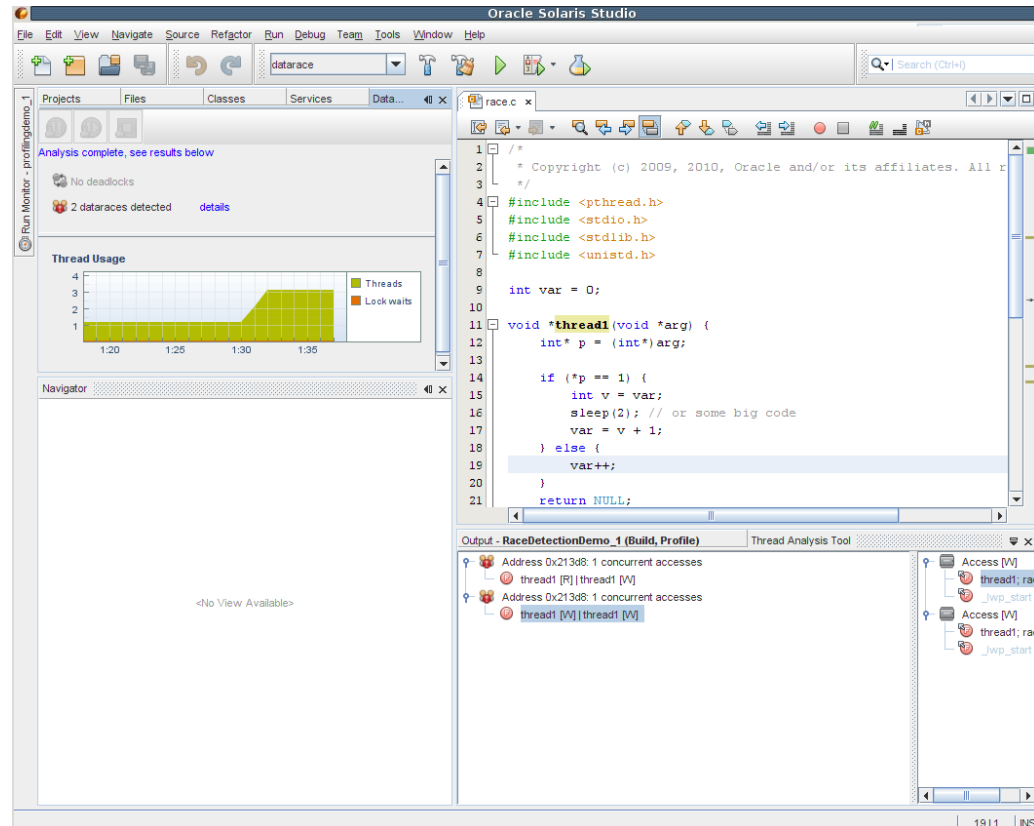 Oracle Solaris Studio
File Edit View Navigate Source Refactor Run Debug Team Tools Window Help
datarace
Search (Ctrl+I)
Run Monitor - profilingdemo_1
Projects Files Classes Services Data...
Analysis complete, see results below
No deadlocks
2 dataraces detected details
Thread Usage
4
3
2
1
1:20 1:25 1:30 1:35
Threads
Lock waits
Navigator
<No View Available>
race.c
1 /*
2 * Copyright (c) 2009, 2010, Oracle and/or its affiliates. All r
3 */
4 #include <pthread.h>
5 #include <stdio.h>
6 #include <stdlib.h>
7 #include <unistd.h>
8
9 int var = 0;
10
11 void *thread1(void *arg) {
12 int* p = (int*)arg;
13
14 if (*p == 1) {
15 int v = var;
16 sleep(2); // or some big code
17 var = v + 1;
18 } else {
19 var++;
20 }
21 return NULL;
Output - RaceDetectionDemo_1 (Build, Profile) Thread Analysis Tool
Address 0x213d8: 1 concurrent accesses
thread1 [R] | thread1 [W]
Address 0x213d8: 1 concurrent accesses
thread1 [W] | thread1 [W]
Access [W]
thread1; rac
_lwp_start
Access [W]
thread1; rac
_lwp_start
19 | 1 INS